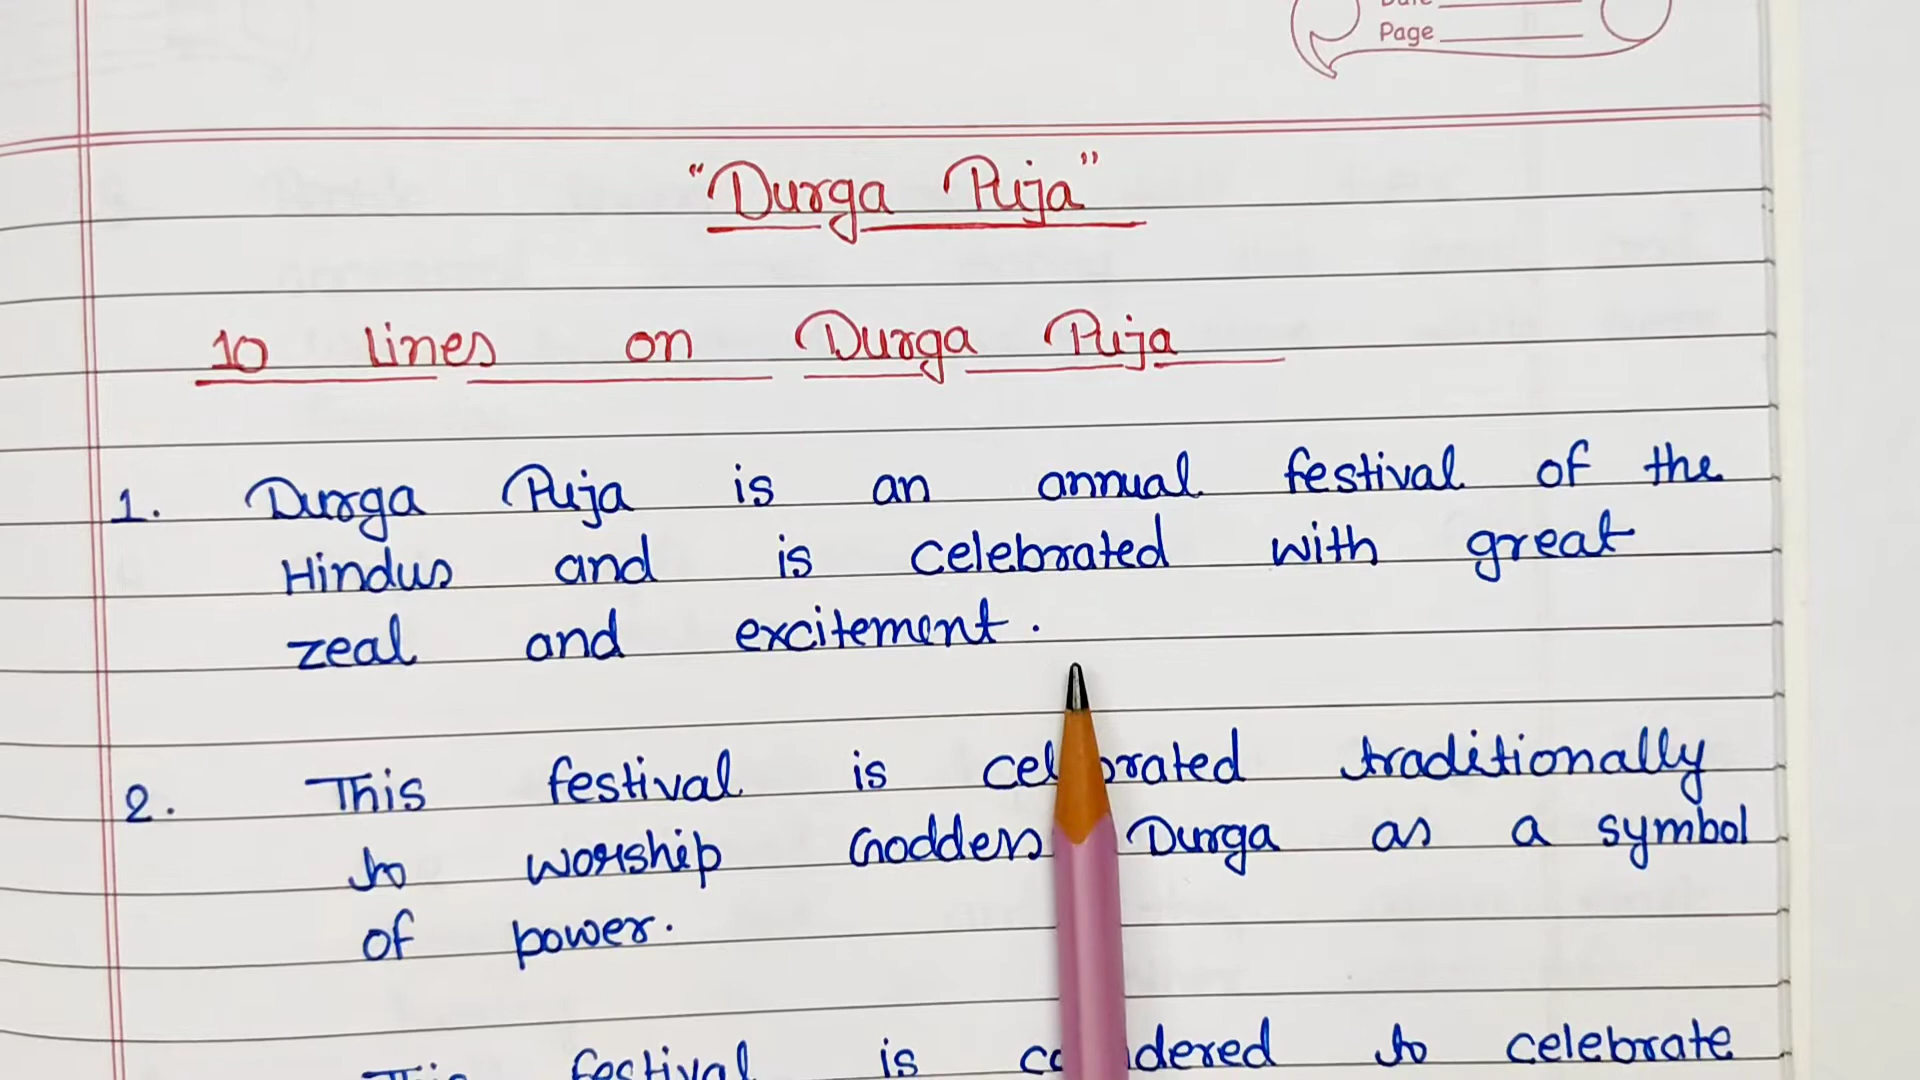 Page
"Durga Puja"
10 lines on Durga Puja
1. Durga Puja is an annual festival of the
Hindus and is celebrated with great
zeal and excitement.
2. This festival is celebrated traditionally
to worship Goddess Durga as a symbol
of power.
This festival is considered to celebrate